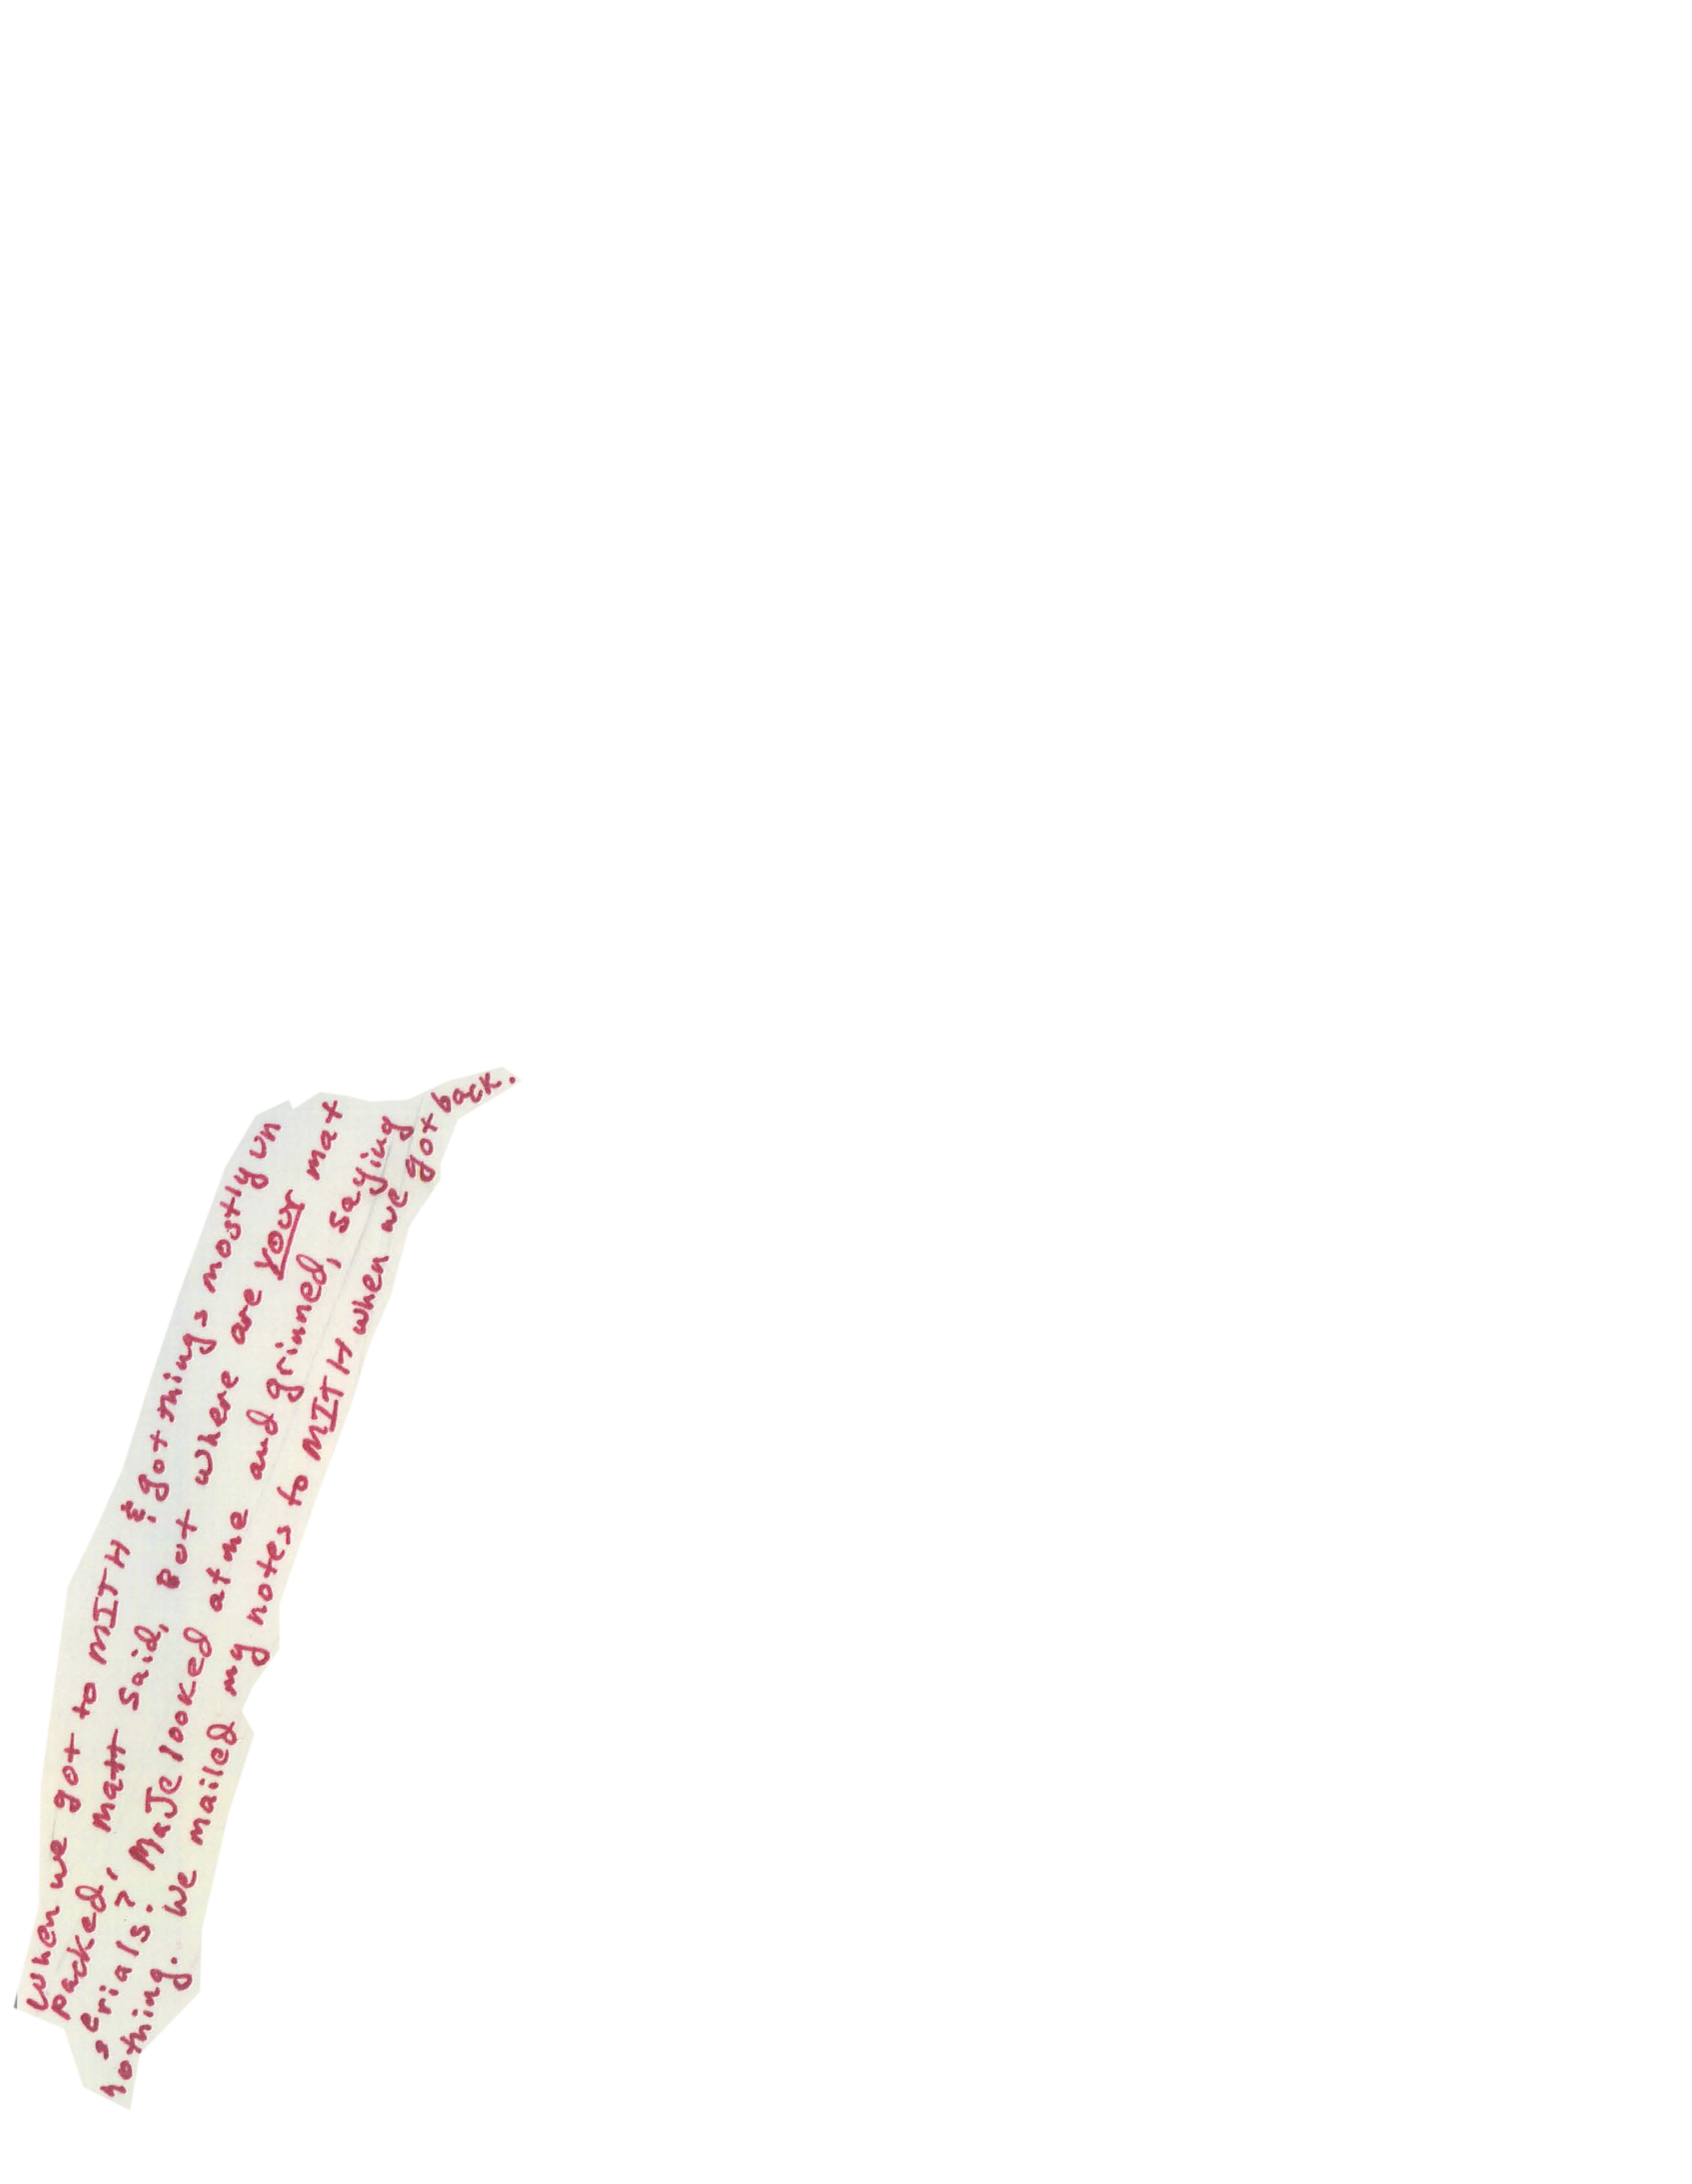 When we got to MITH & got things mostly un
packed, Matt said, But where are your mat
erials? MaJe looked at me and grinned, saying
nothing. We mailed my notes to MITH when we got back.